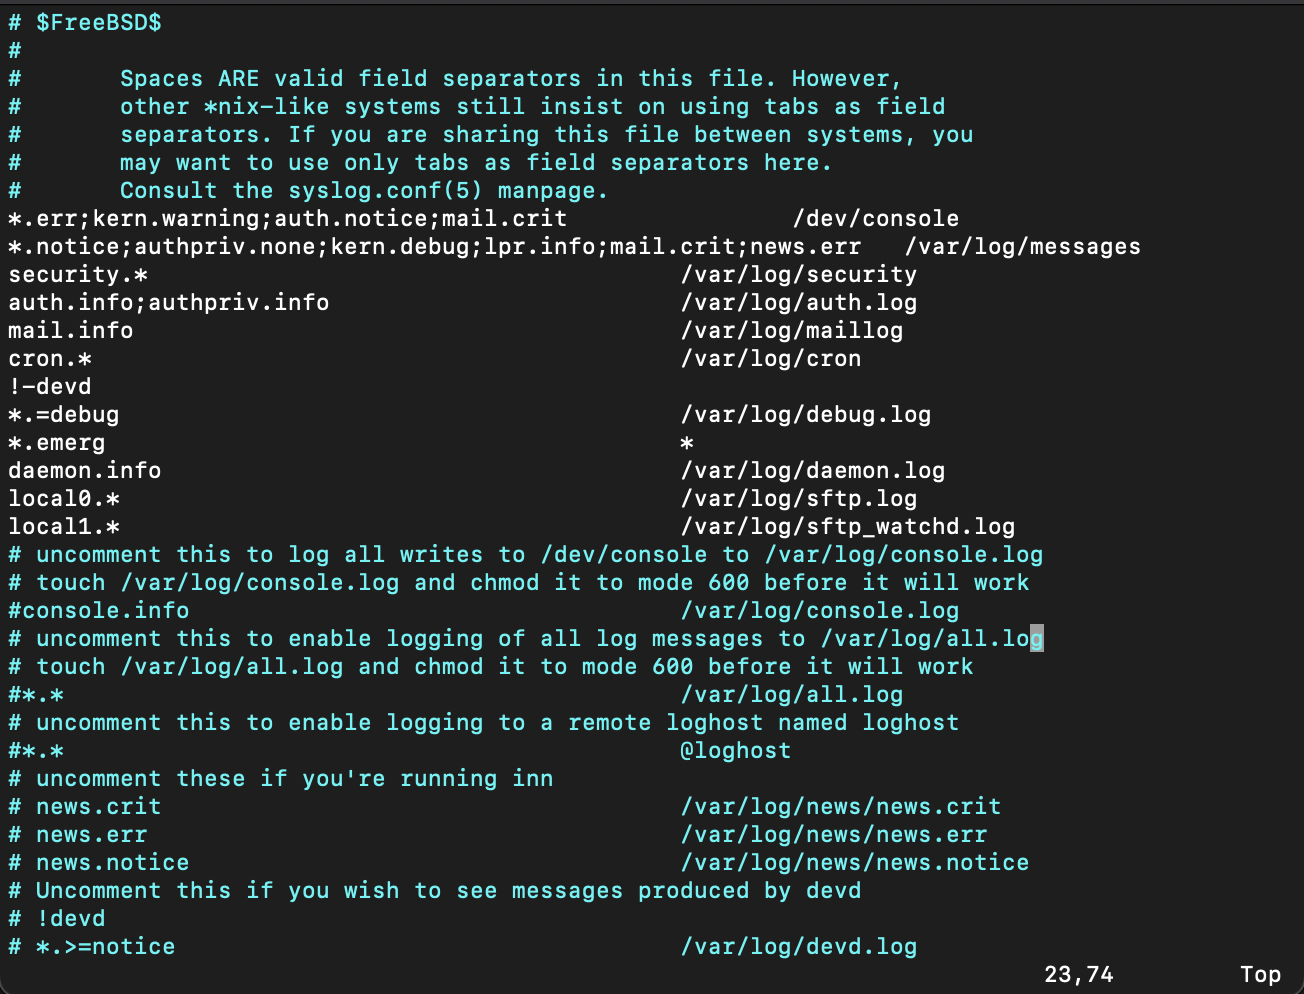 # $FreeBSD$
#
#       Spaces ARE valid field separators in this file. However,
#       other *nix-like systems still insist on using tabs as field
#       separators. If you are sharing this file between systems, you
#       may want to use only tabs as field separators here.
#       Consult the syslog.conf(5) manpage.
*.err;kern.warning;auth.notice;mail.crit                /dev/console
*.notice;authpriv.none;kern.debug;lpr.info;mail.crit;news.err   /var/log/messages
security.*                                      /var/log/security
auth.info;authpriv.info                         /var/log/auth.log
mail.info                                       /var/log/maillog
cron.*                                          /var/log/cron
!-devd
*.=debug                                        /var/log/debug.log
*.emerg                                         *
daemon.info                                     /var/log/daemon.log
local0.*                                        /var/log/sftp.log
local1.*                                        /var/log/sftp_watchd.log
# uncomment this to log all writes to /dev/console to /var/log/console.log
# touch /var/log/console.log and chmod it to mode 600 before it will work
#console.info                                   /var/log/console.log
# uncomment this to enable logging of all log messages to /var/log/all.log
# touch /var/log/all.log and chmod it to mode 600 before it will work
#*.*                                            /var/log/all.log
# uncomment this to enable logging to a remote loghost named loghost
#*.*                                            @loghost
# uncomment these if you're running inn
# news.crit                                     /var/log/news/news.crit
# news.err                                      /var/log/news/news.err
# news.notice                                   /var/log/news/news.notice
# Uncomment this if you wish to see messages produced by devd
# !devd
# *.>=notice                                    /var/log/devd.log
23,74         Top